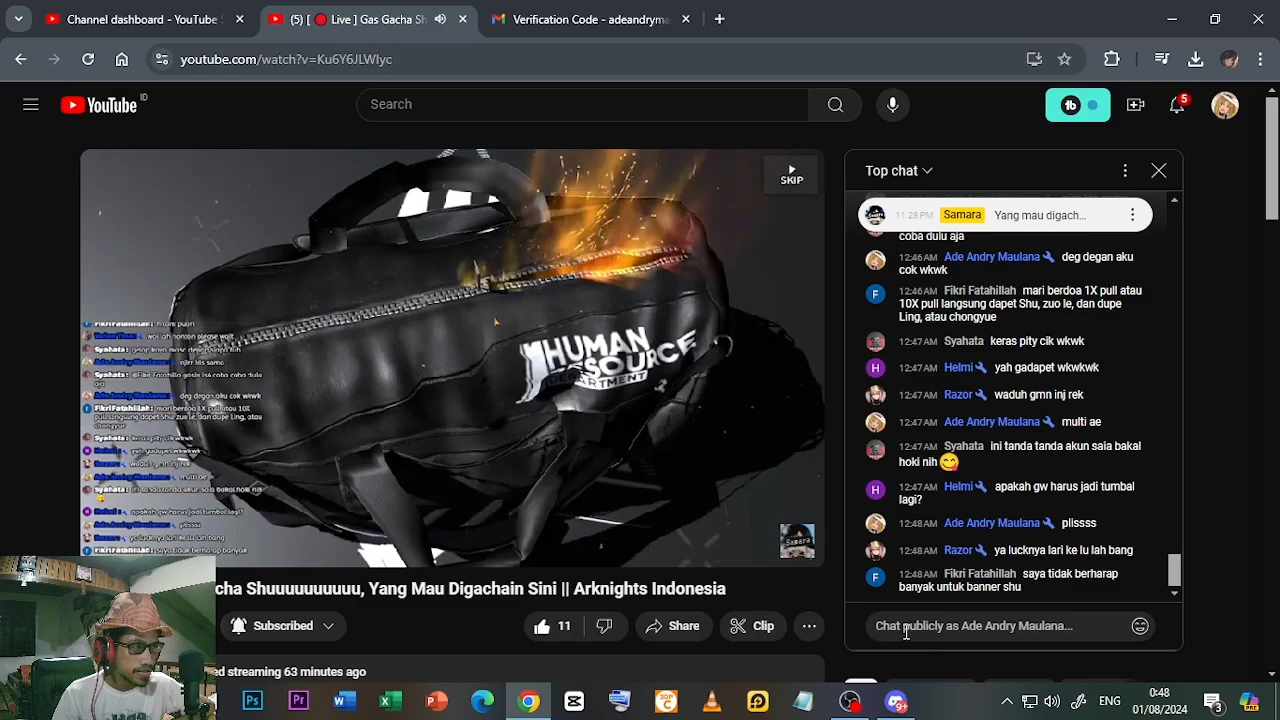 Channel dashboard - YouTube S
(5) [ 🔴 Live ] Gas Gacha Sh
Verification Code - adeandryma
youtube.com/watch?v=Ku6Y6JLWIyc
YouTube ID
Search
1b
5
SKIP
HUMAN
RESOURCE
DEPARTMENT
Samara
Top chat
11:28 PM Samara Yang mau digach...
coba dulu aja
12:46 AM Ade Andry Maulana deg degan aku
cok wkwk
12:46 AM Fikri Fatahillah mari berdoa 1X pull atau
10X pull langsung dapet Shu, zuo le, dan dupe
Ling, atau chongyue
12:47 AM Syahata keras pity cik wkwk
12:47 AM Helmi yah gadapet wkwkwk
12:47 AM Razor waduh gmn inj rek
12:47 AM Ade Andry Maulana multi ae
12:47 AM Syahata ini tanda tanda akun saia bakal
hoki nih 😋
12:47 AM Helmi apakah gw harus jadi tumbal
lagi?
12:48 AM Ade Andry Maulana plissss
12:48 AM Razor ya lucknya lari ke lu lah bang
12:48 AM Fikri Fatahillah saya tidak berharap
banyak untuk banner shu
Chat publicly as Ade Andry Maulana...
cha Shuuuuuuuuuu, Yang Mau Digachain Sini || Arknights Indonesia
Subscribed
11
Share
Clip
ed streaming 63 minutes ago
ENG
0:48
01/08/2024